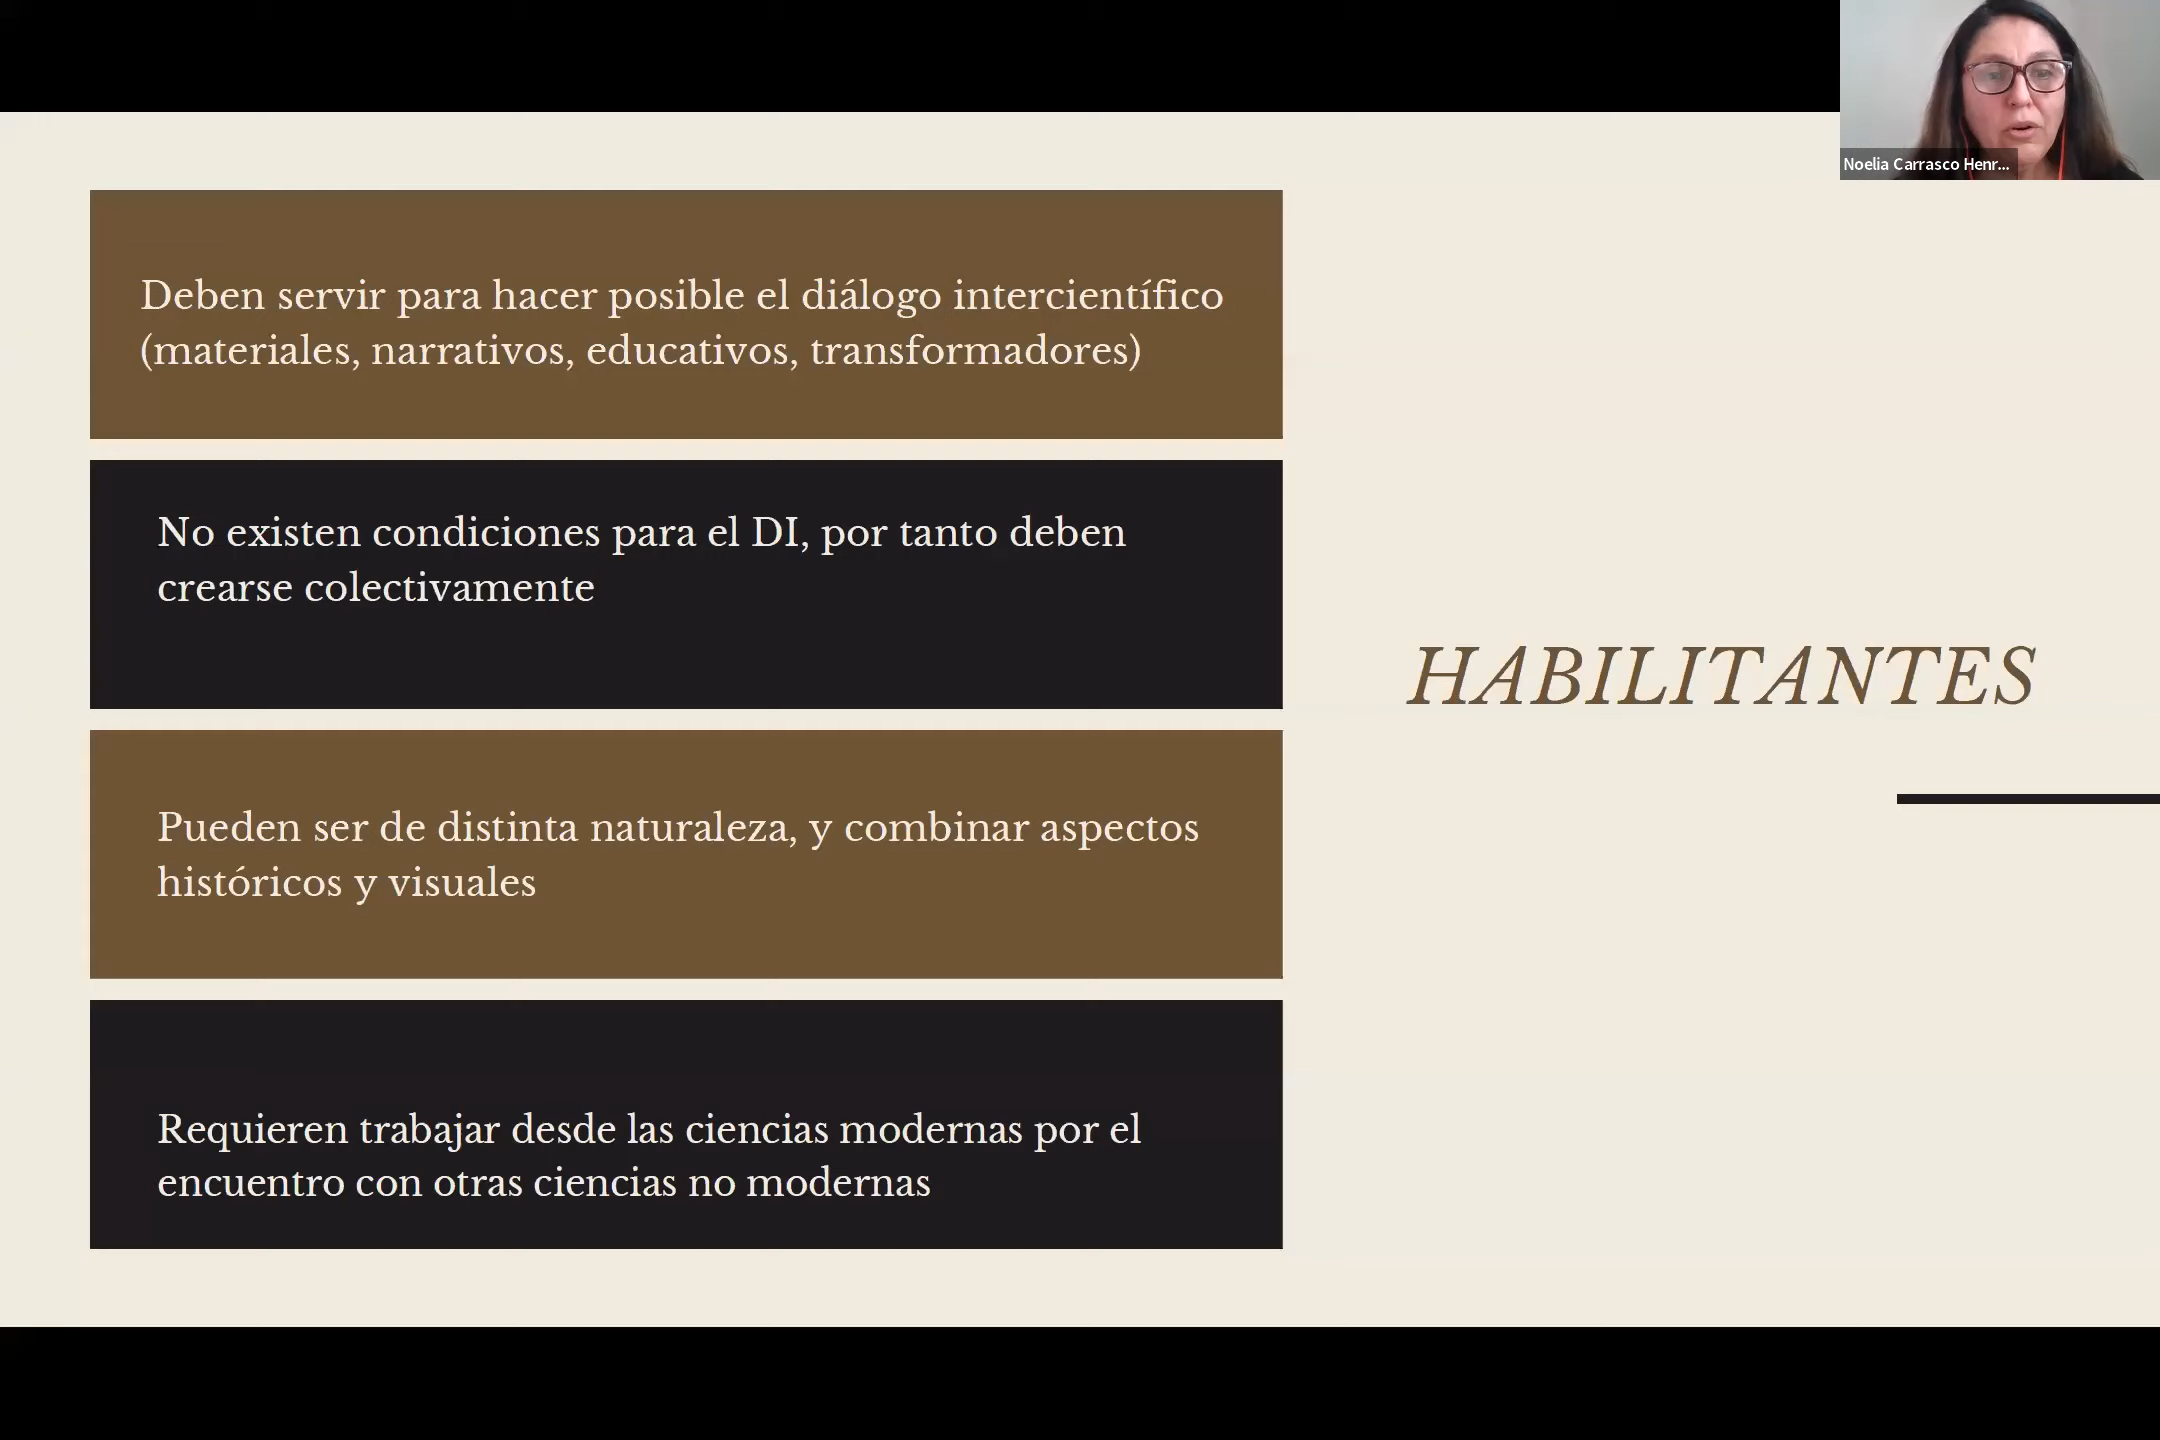 Noelia Carrasco Henr...
Deben servir para hacer posible el diálogo intercientífico
(materiales, narrativos, educativos, transformadores)
No existen condiciones para el DI, por tanto deben
crearse colectivamente
HABILITANTES
Pueden ser de distinta naturaleza, y combinar aspectos
históricos y visuales
Requieren trabajar desde las ciencias modernas por el
encuentro con otras ciencias no modernas